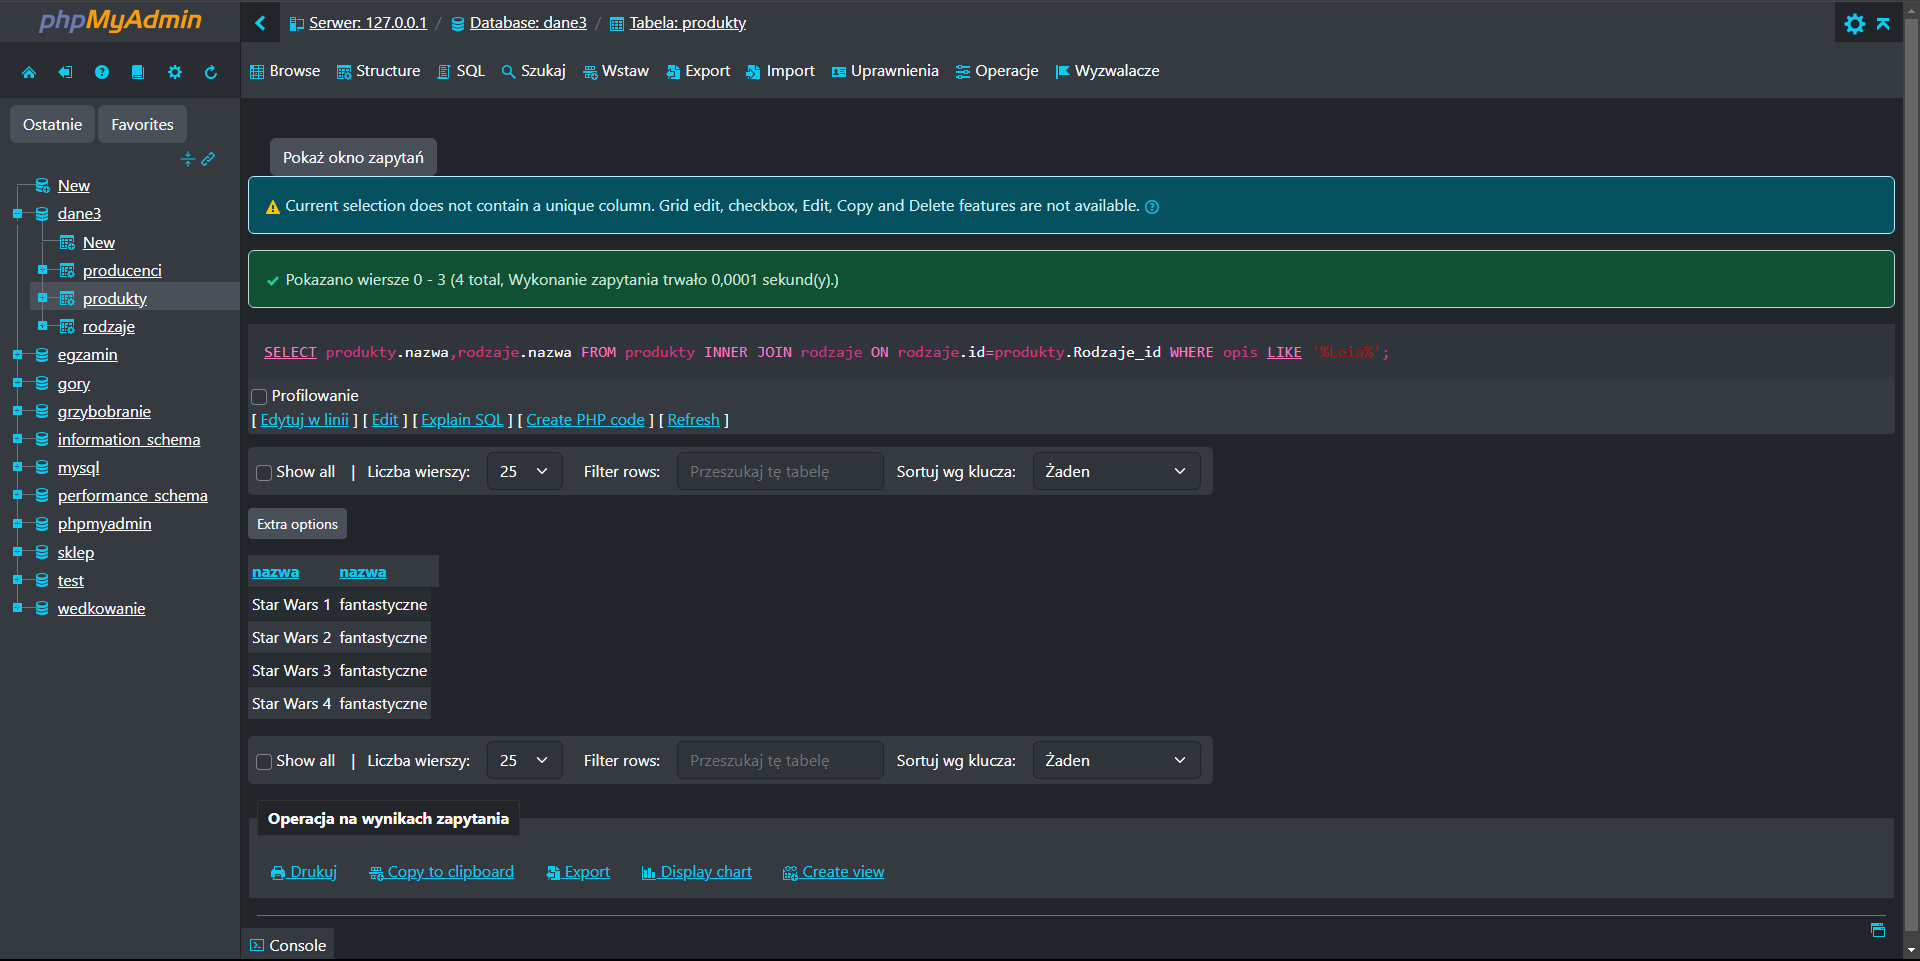 phpMyAdmin
Serwer: 127.0.0.1 / Database: dane3 / Tabela: produkty
Browse Structure SQL Szukaj Wstaw Export Import Uprawnienia Operacje Wyzwalacze
Ostatnie Favorites
New
dane3
New
producenci
produkty
rodzaje
egzamin
gory
grzybobranie
information_schema
mysql
performance_schema
phpmyadmin
sklep
test
wedkowanie
Pokaż okno zapytań
Current selection does not contain a unique column. Grid edit, checkbox, Edit, Copy and Delete features are not available.
Pokazano wiersze 0 - 3 (4 total, Wykonanie zapytania trwało 0,0001 sekund(y).)
SELECT produkty.nazwa,rodzaje.nazwa FROM produkty INNER JOIN rodzaje ON rodzaje.id=produkty.Rodzaje_id WHERE opis LIKE '%Leia%';
Profilowanie
[ Edytuj w linii ] [ Edit ] [ Explain SQL ] [ Create PHP code ] [ Refresh ]
Show all | Liczba wierszy: 25 Filter rows: Przeszukaj tę tabelę Sortuj wg klucza: Żaden
Extra options
nazwa nazwa
Star Wars 1 fantastyczne
Star Wars 2 fantastyczne
Star Wars 3 fantastyczne
Star Wars 4 fantastyczne
Show all | Liczba wierszy: 25 Filter rows: Przeszukaj tę tabelę Sortuj wg klucza: Żaden
Operacja na wynikach zapytania
Drukuj Copy to clipboard Export Display chart Create view
Console